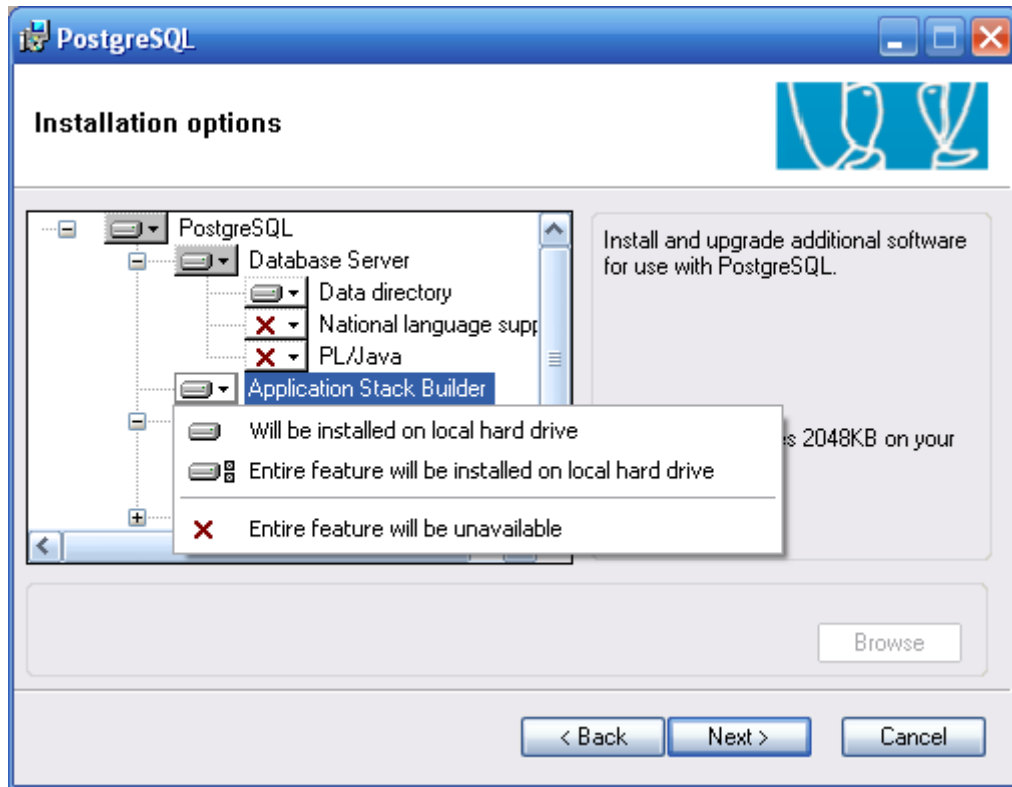 PostgreSQL
Installation options
PostgreSQL
Database Server
Data directory
National language supp
PL/Java
Application Stack Builder
Will be installed on local hard drive
Entire feature will be installed on local hard drive
Entire feature will be unavailable
Install and upgrade additional software
for use with PostgreSQL.
2048KB on your
Browse
< Back
Next >
Cancel